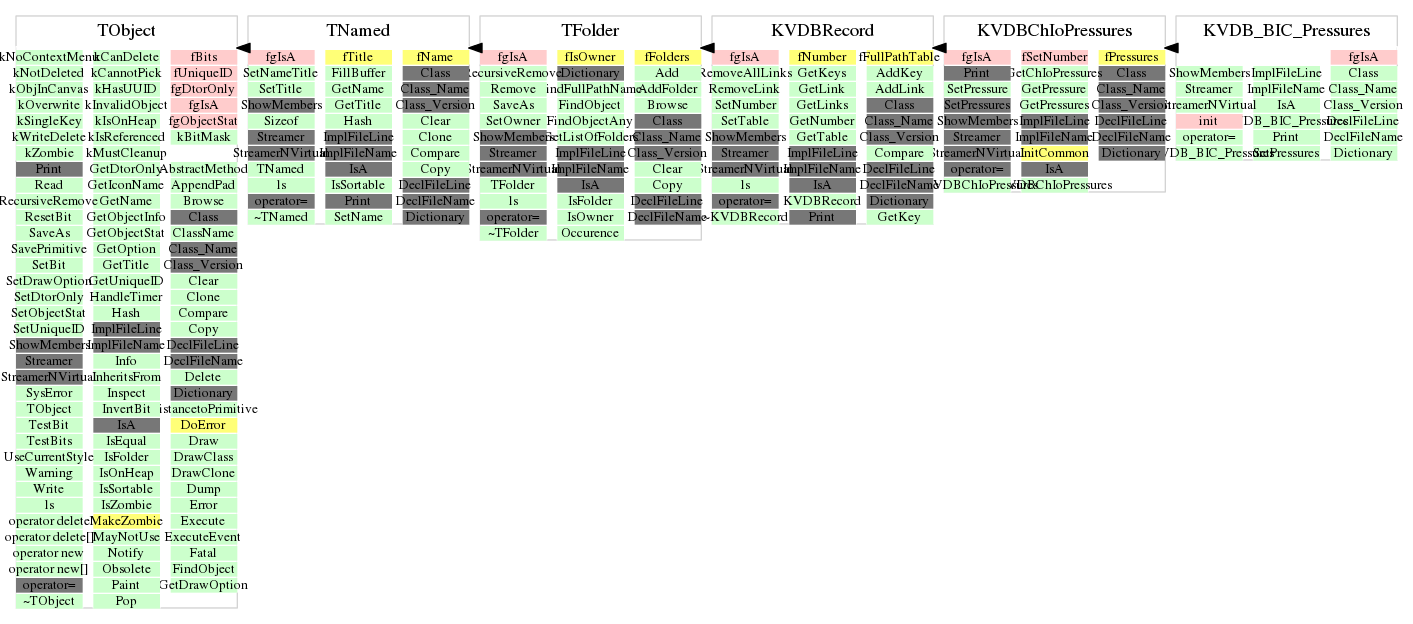 TObject
kNoContextMenu kCanDelete fBits
kNotDeleted kCannotPick fUniqueID
kObjInCanvas kHasUUID fgDtorOnly
kOverwrite kInvalidObject fgIsA
kSingleKey kIsOnHeap fgObjectStat
kWriteDelete kIsReferenced kBitMask
kZombie kMustCleanup
Print GetDtorOnly AbstractMethod
Read GetIconName AppendPad
RecursiveRemove GetName Browse
ResetBit GetObjectInfo Class
SaveAs GetObjectStat ClassName
SavePrimitive GetOption Class_Name
SetBit GetTitle Class_Version
SetDrawOption GetUniqueID Clear
SetDtorOnly HandleTimer Clone
SetObjectStat Hash Compare
SetUniqueID ImplFileLine Copy
ShowMembers ImplFileName DeclFileLine
Streamer Info DeclFileName
StreamerNVirtual InheritsFrom Delete
SysError Inspect Dictionary
TObject InvertBit istancetoPrimitive
TestBit IsA DoError
TestBits IsEqual Draw
UseCurrentStyle IsFolder DrawClass
Warning IsOnHeap DrawClone
Write IsSortable Dump
ls IsZombie Error
operator delete MakeZombie Execute
operator delete[] MayNotUse ExecuteEvent
operator new Notify Fatal
operator new[] Obsolete FindObject
operator= Paint GetDrawOption
~TObject Pop
TNamed
fgIsA fTitle fName
SetNameTitle FillBuffer Class
SetTitle GetName Class_Name
ShowMembers GetTitle Class_Version
Sizeof Hash Clear
Streamer ImplFileLine Clone
StreamerNVirtual ImplFileName Compare
TNamed IsA Copy
ls IsSortable DeclFileLine
operator= Print DeclFileName
~TNamed SetName Dictionary
TFolder
fgIsA fIsOwner fFolders
RecursiveRemove Dictionary Add
Remove indFullPathName AddFolder
SaveAs FindObject Browse
SetOwner FindObjectAny Class
ShowMembers GetListOfFolders Class_Name
Streamer ImplFileLine Class_Version
StreamerNVirtual ImplFileName Clear
TFolder IsA Copy
ls IsFolder DeclFileLine
operator= IsOwner DeclFileName
~TFolder Occurence
KVDBRecord
fgIsA fNumber fFullPathTable
RemoveAllLinks GetKeys AddKey
RemoveLink GetLink AddLink
SetNumber GetLinks Class
SetTable GetNumber Class_Name
ShowMembers GetTable Class_Version
Streamer ImplFileLine Compare
StreamerNVirtual ImplFileName DeclFileLine
ls IsA DeclFileName
operator= KVDBRecord Dictionary
~KVDBRecord Print GetKey
KVDBChIoPressures
fgIsA fSetNumber fPressures
Print GetChIoPressures Class
SetPressure GetPressure Class_Name
SetPressures GetPressures Class_Version
ShowMembers ImplFileLine DeclFileLine
Streamer ImplFileName DeclFileName
StreamerNVirtual InitCommon Dictionary
operator= IsA
KVDB_BIC_Pressures
fgIsA
ShowMembers ImplFileLine Class
Streamer ImplFileName Class_Name
StreamerNVirtual IsA Class_Version
init DeclFileLine
operator= Print DeclFileName
SetPressures Dictionary